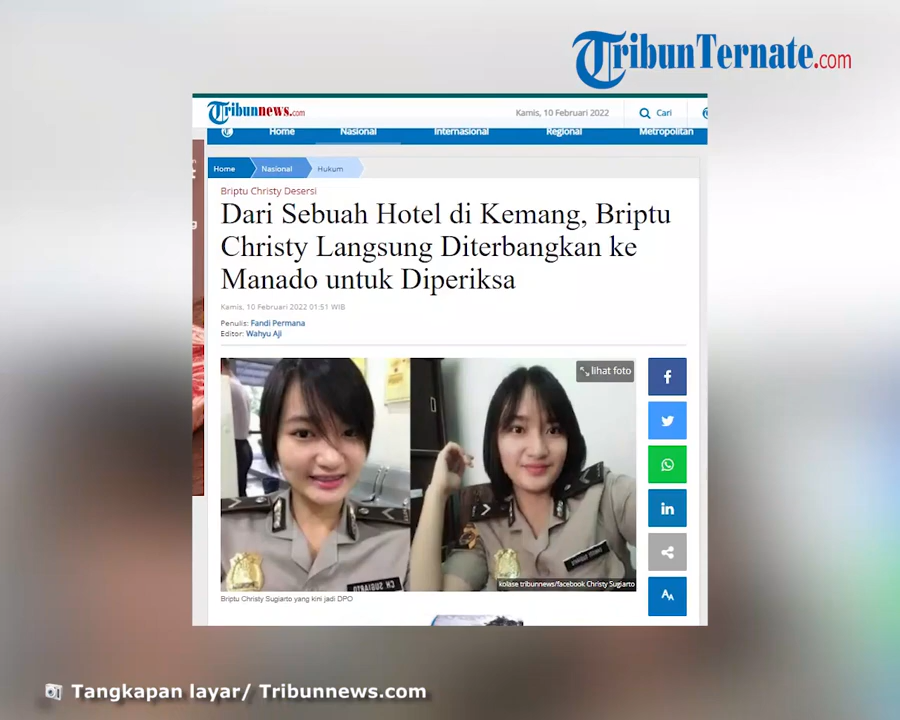 TribunTernate.com
Tribunnews.com
Kamis, 10 Februari 2022
Cari
Home
Nasional
Internasional
Regional
Metropolitan
Home
Nasional
Hukum
Briptu Christy Desersi
Dari Sebuah Hotel di Kemang, Briptu
Christy Langsung Diterbangkan ke
Manado untuk Diperiksa
Kamis, 10 Februari 2022 01:51 WIB
Penulis: Fandi Permana
Editor: Wahyu Aji
lihat foto
CH SUGIARTO
kolase tribunnews/facebook Christy Sugiarto
Briptu Christy Sugiarto yang kini jadi DPO
Tangkapan layar/ Tribunnews.com